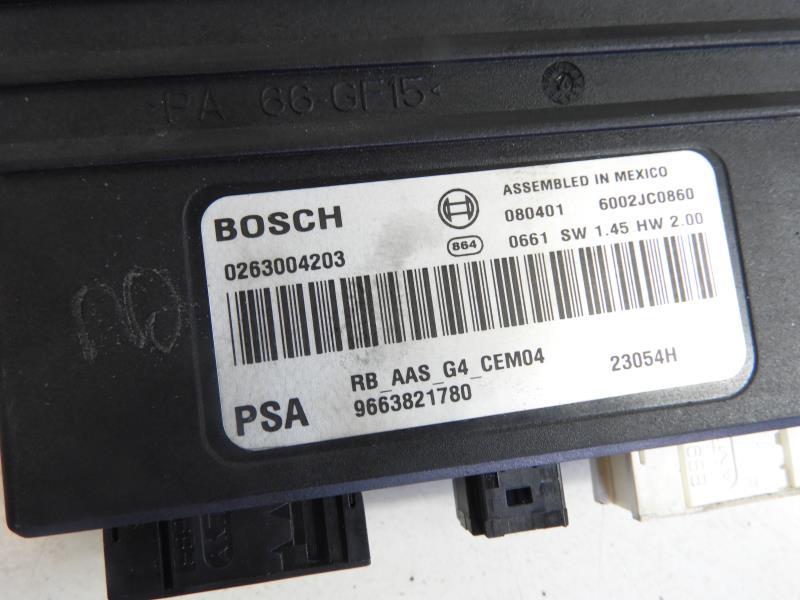 >PA 66-GF15<
ASSEMBLED IN MEXICO
BOSCH 080401 6002JC0860
0263004203 864 0661 SW 1.45 HW 2.00
RB_AAS_G4_CEM04 23054H
PSA 9663821780